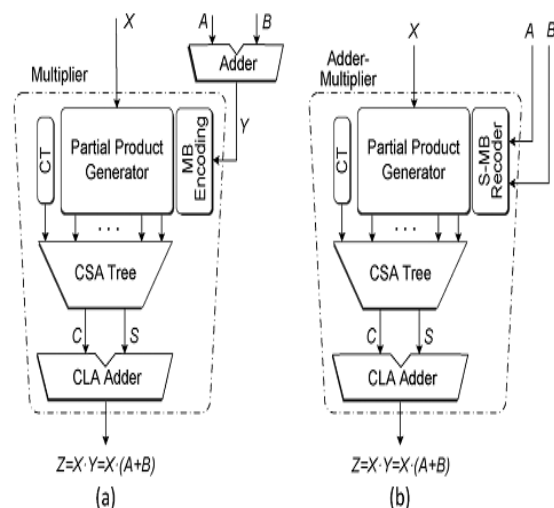 X
A
B
Adder
Multiplier
Y
CT
Partial Product
Generator
MB
Encoding
...
CSA Tree
C
S
CLA Adder
Z=X·Y=X·(A+B)
(a)
X
A
B
Adder-
Multiplier
CT
Partial Product
Generator
S-MB
Recoder
...
CSA Tree
C
S
CLA Adder
Z=X·Y=X·(A+B)
(b)